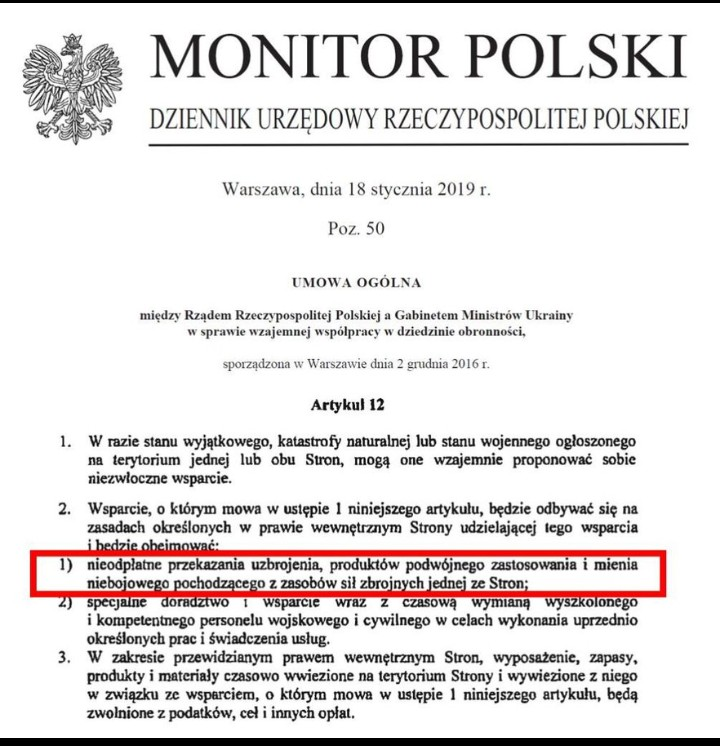 MONITOR POLSKI
DZIENNIK URZĘDOWY RZECZYPOSPOLITEJ POLSKIEJ
Warszawa, dnia 18 stycznia 2019 r.
Poz. 50
UMOWA OGÓLNA
między Rządem Rzeczypospolitej Polskiej a Gabinetem Ministrów Ukrainy
w sprawie wzajemnej współpracy w dziedzinie obronności,
sporządzona w Warszawie dnia 2 grudnia 2016 r.
Artykuł 12
1. W razie stanu wyjątkowego, katastrofy naturalnej lub stanu wojennego ogłoszonego
na terytorium jednej lub obu Stron, mogą one wzajemnie proponować sobie
niezwłoczne wsparcie.
2. Wsparcie, o którym mowa w ustępie 1 niniejszego artykułu, będzie odbywać się na
zasadach określonych w prawie wewnętrznym Strony udzielającej tego wsparcia
i będzie obejmować:
1) nieodpłatne przekazania uzbrojenia, produktów podwójnego zastosowania i mienia
niebojowego pochodzącego z zasobów sił zbrojnych jednej ze Stron;
2) specjalne doradztwo i wsparcie wraz z czasową wymianą wyszkolonego
i kompetentnego personelu wojskowego i cywilnego w celach wykonania uprzednio
określonych prac i świadczenia usług.
3. W zakresie przewidzianym prawem wewnętrznym Stron, wyposażenie, zapasy,
produkty i materiały czasowo wwiezione na terytorium Strony i wywiezione z niego
w związku ze wsparciem, o którym mowa w ustępie 1 niniejszego artykułu, będą
zwolnione z podatków, ceł i innych opłat.